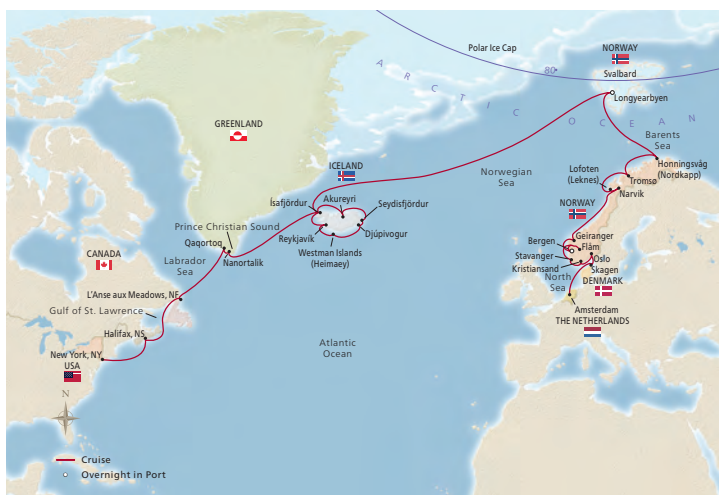 Polar Ice Cap
NORWAY
80°
Svalbard
Longyearbyen
ARCTIC OCEAN
GREENLAND
Barents
Sea
ICELAND
Norwegian
Sea
Lofoten
(Leknes)
Honningsvåg
(Nordkapp)
Tromsø
Narvik
Ísafjördur
Akureyri
Seydisfjördur
NORWAY
Prince Christian Sound
Qaqortoq
Reykjavík
Djúpivogur
Westman Islands
(Heimaey)
Geiranger
Bergen
Flåm
CANADA
Labrador
Sea
Nanortalik
Stavanger
Oslo
Kristiansand
Skagen
North
Sea
DENMARK
L'Anse aux Meadows, NF
Gulf of St. Lawrence
Amsterdam
THE NETHERLANDS
Halifax, NS
Atlantic
Ocean
New York, NY
USA
N
Cruise
Overnight in Port